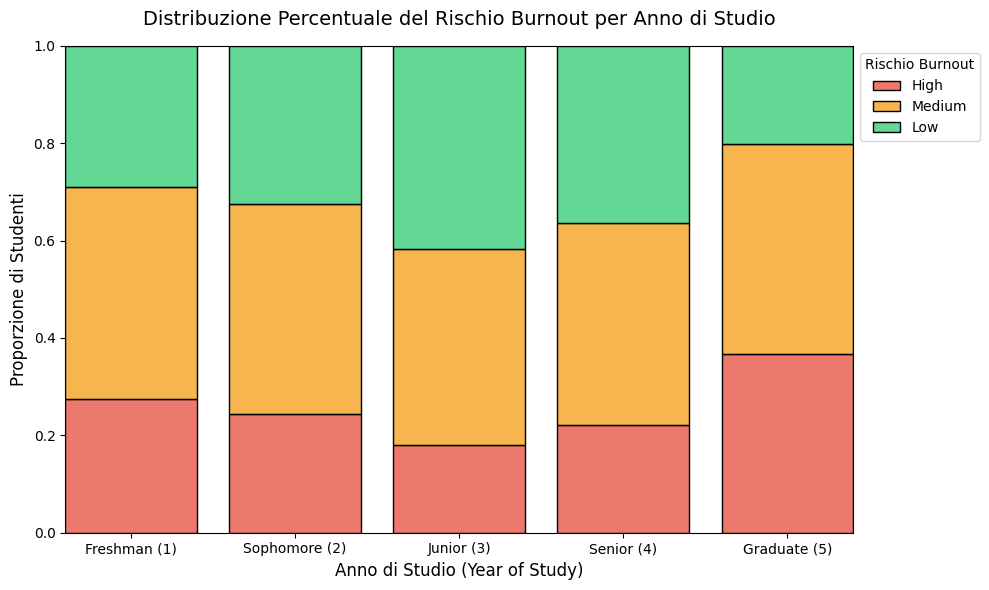 Distribuzione Percentuale del Rischio Burnout per Anno di Studio
Proporzione di Studenti
1.0
0.8
0.6
0.4
0.2
0.0
Freshman (1)
Sophomore (2)
Junior (3)
Senior (4)
Graduate (5)
Anno di Studio (Year of Study)
Rischio Burnout
High
Medium
Low